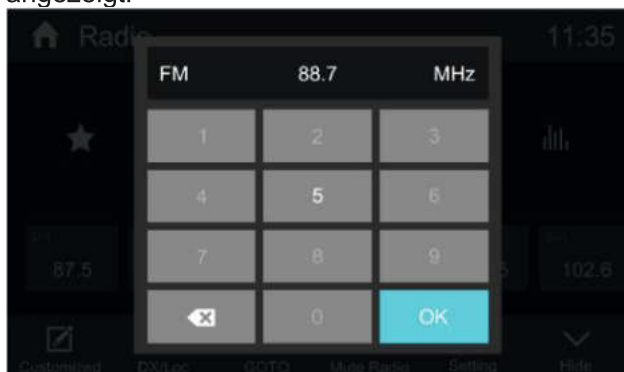 angezeigt.
Radio 11:35
FM 88.7 MHz
1 2 3
4 5 6
87.5 7 8 9 102.6
0 OK
Customized DX/Loc GOTO Mute Radio Setting Hide